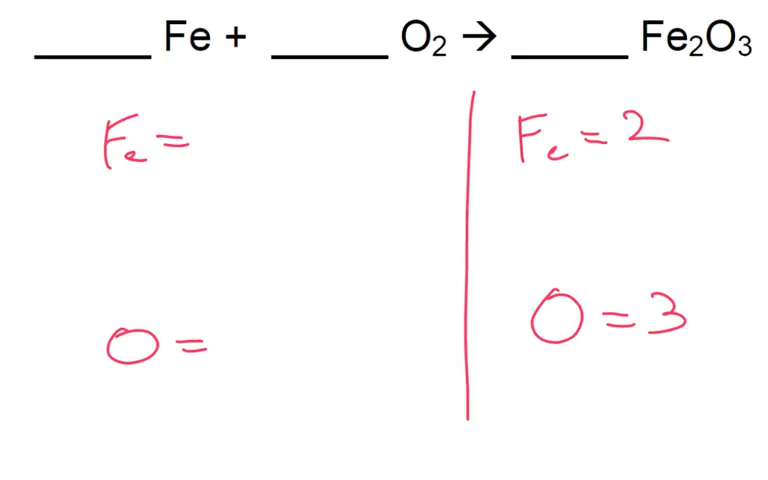 _____ Fe + _____ O₂ → _____ Fe₂O₃
Fe =
Fe = 2
O =
O = 3